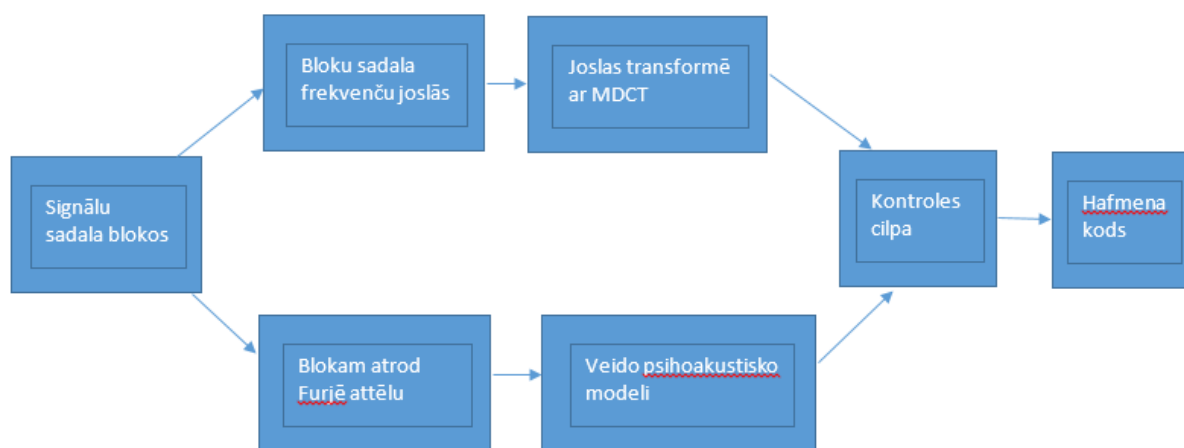 Signālu
sadala blokos
Bloku sadala
frekvenču joslās
Joslas transformē
ar MDCT
Blokam atrod
Furjē attēlu
Veido psihoakustisko
modeli
Kontroles
cilpa
Hafmena
kods